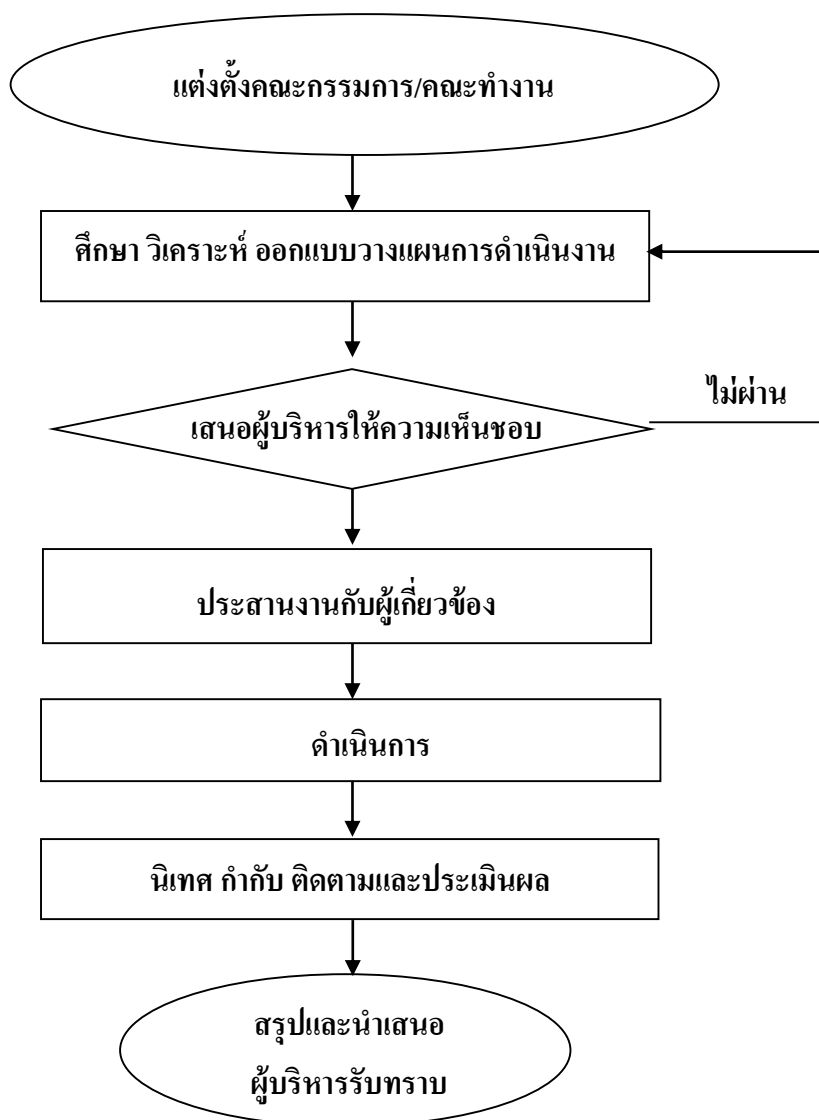 แต่งตั้งคณะกรรมการ/คณะทำงาน
ศึกษา วิเคราะห์ ออกแบบวางแผนการดำเนินงาน
ไม่ผ่าน
เสนอผู้บริหารให้ความเห็นชอบ
ประสานงานกับผู้เกี่ยวข้อง
ดำเนินการ
นิเทศ กำกับ ติดตามและประเมินผล
สรุปและนำเสนอ
ผู้บริหารรับทราบ